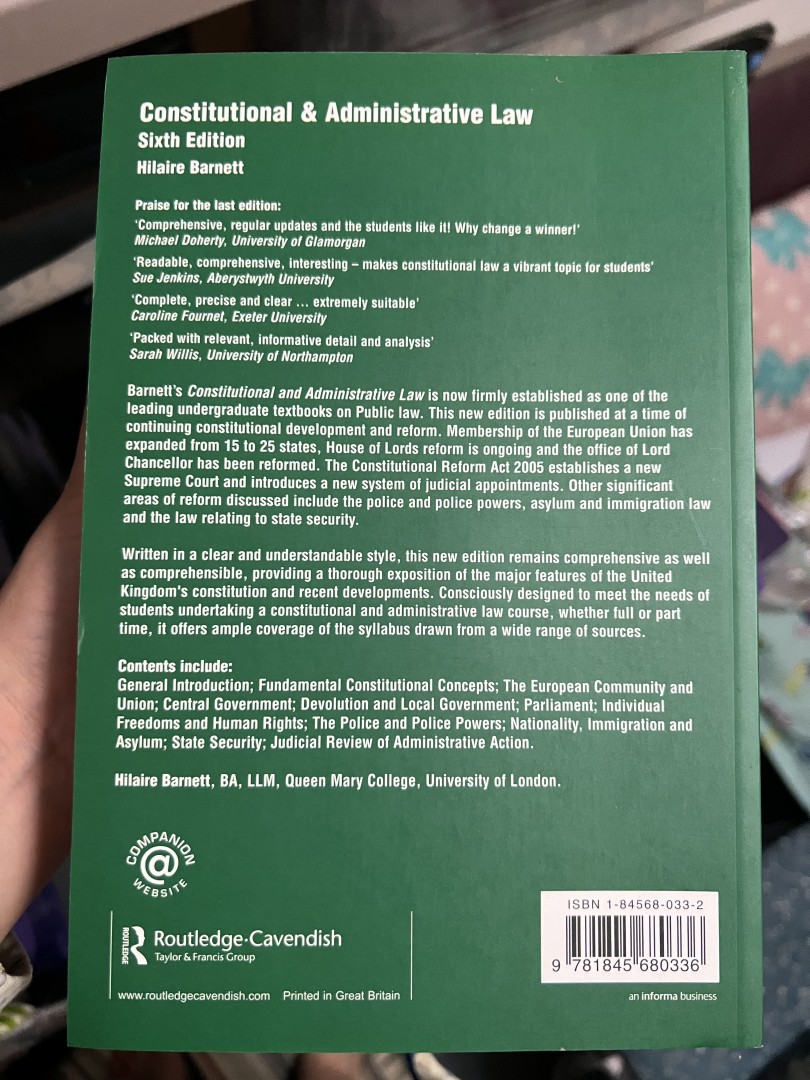 Constitutional & Administrative Law
Sixth Edition
Hilaire Barnett
Praise for the last edition:
'Comprehensive, regular updates and the students like it! Why change a winner!'
Michael Doherty, University of Glamorgan
'Readable, comprehensive, interesting – makes constitutional law a vibrant topic for students'
Sue Jenkins, Aberystwyth University
'Complete, precise and clear ... extremely suitable'
Caroline Fournet, Exeter University
'Packed with relevant, informative detail and analysis'
Sarah Willis, University of Northampton
Barnett's Constitutional and Administrative Law is now firmly established as one of the
leading undergraduate textbooks on Public law. This new edition is published at a time of
continuing constitutional development and reform. Membership of the European Union has
expanded from 15 to 25 states, House of Lords reform is ongoing and the office of Lord
Chancellor has been reformed. The Constitutional Reform Act 2005 establishes a new
Supreme Court and introduces a new system of judicial appointments. Other significant
areas of reform discussed include the police and police powers, asylum and immigration law
and the law relating to state security.
Written in a clear and understandable style, this new edition remains comprehensive as well
as comprehensible, providing a thorough exposition of the major features of the United
Kingdom's constitution and recent developments. Consciously designed to meet the needs of
students undertaking a constitutional and administrative law course, whether full or part
time, it offers ample coverage of the syllabus drawn from a wide range of sources.
Contents include:
General Introduction; Fundamental Constitutional Concepts; The European Community and
Union; Central Government; Devolution and Local Government; Parliament; Individual
Freedoms and Human Rights; The Police and Police Powers; Nationality, Immigration and
Asylum; State Security; Judicial Review of Administrative Action.
Hilaire Barnett, BA, LLM, Queen Mary College, University of London.
COMPANION
@
WEBSITE
ROUTLEDGE
Routledge·Cavendish
Taylor & Francis Group
www.routledgecavendish.com Printed in Great Britain
ISBN 1-84568-033-2
9 781845 680336
an informa business